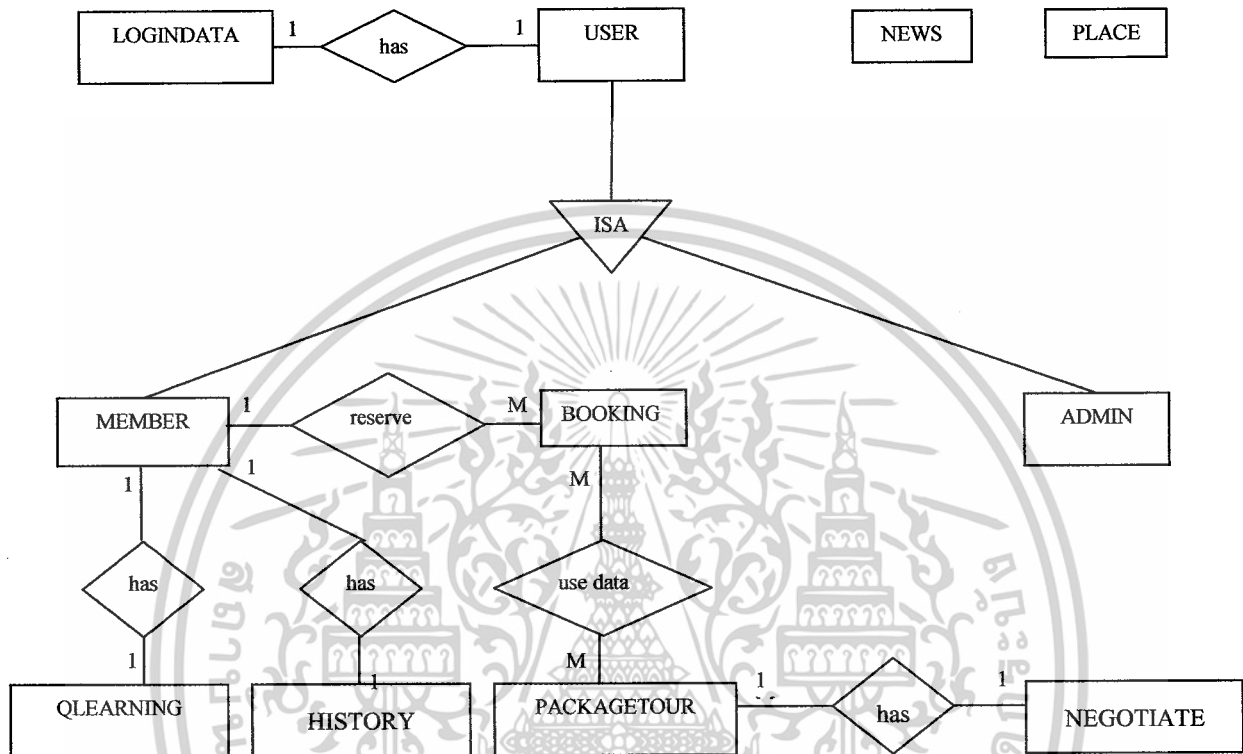 LOGINDATA
1
has
1
USER
NEWS
PLACE
ISA
MEMBER
1
reserve
M
BOOKING
ADMIN
1
1
M
has
has
use data
1
1
M
1
has
1
QLEARNING
HISTORY
PACKAGETOUR
NEGOTIATE